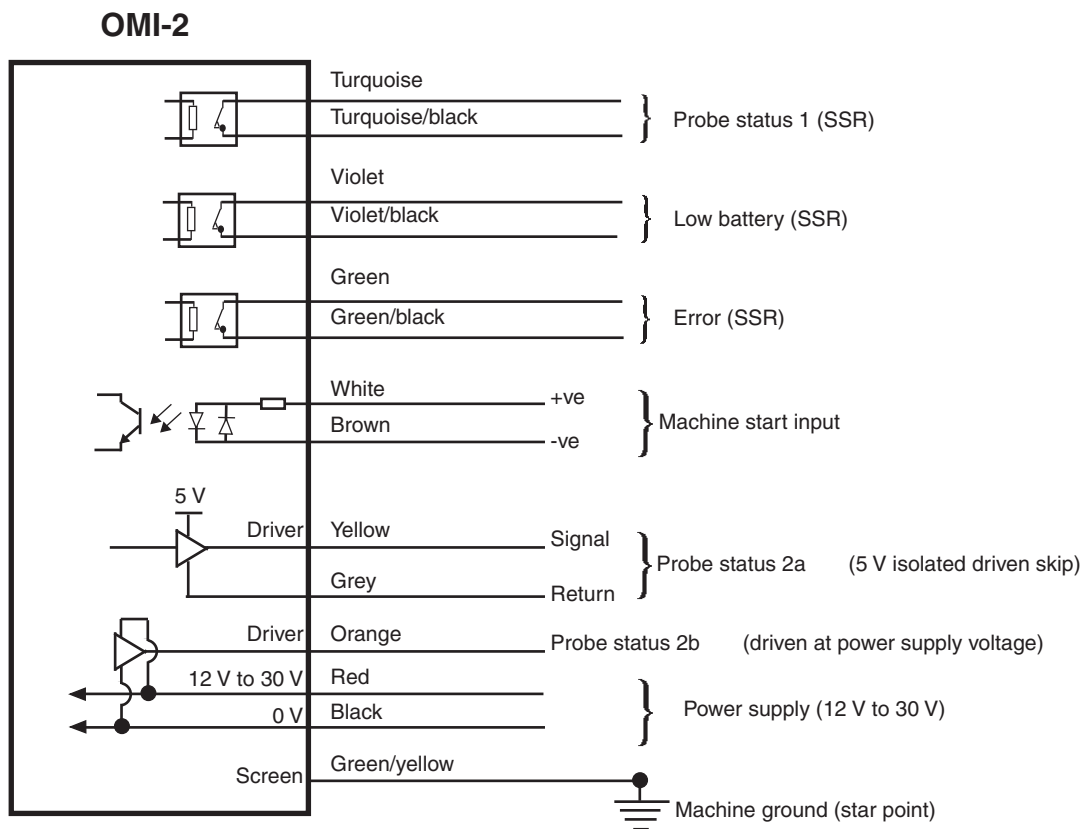 OMI-2
Turquoise
Turquoise/black
Probe status 1 (SSR)
Violet
Violet/black
Low battery (SSR)
Green
Green/black
Error (SSR)
White
+ve
Brown
-ve
Machine start input
5 V
Driver
Yellow
Signal
Grey
Return
Probe status 2a (5 V isolated driven skip)
Driver
Orange
Probe status 2b (driven at power supply voltage)
12 V to 30 V
Red
0 V
Black
Power supply (12 V to 30 V)
Screen
Green/yellow
Machine ground (star point)